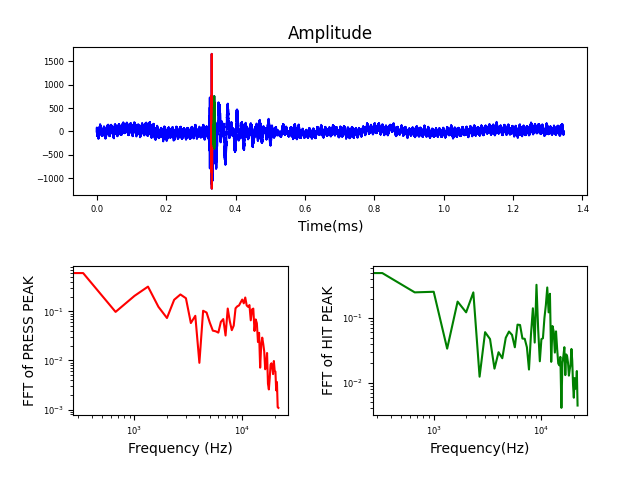 Amplitude
1500
1000
500
0
−500
−1000
0.0 0.2 0.4 0.6 0.8 1.0 1.2 1.4
Time(ms)
FFT of PRESS PEAK
10⁻¹
10⁻²
10⁻³
10³ 10⁴
Frequency (Hz)
FFT of HIT PEAK
10⁻¹
10⁻²
10³ 10⁴
Frequency(Hz)